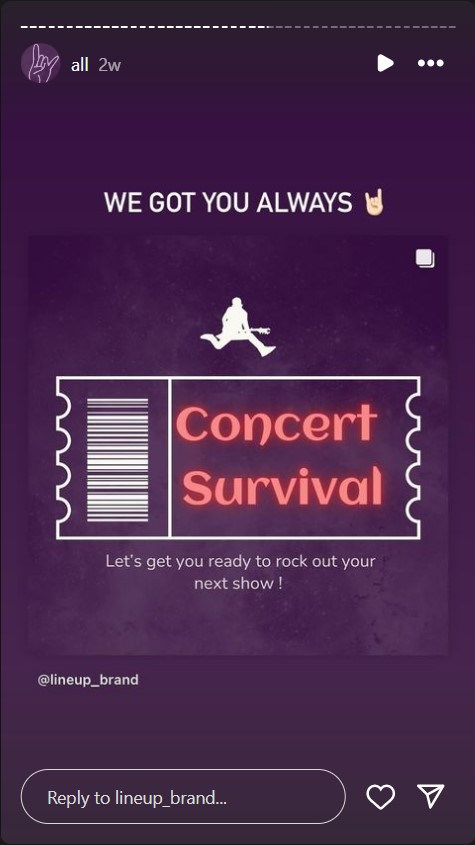 all 2w
WE GOT YOU ALWAYS 🤘🏻
Concert
Survival
Let's get you ready to rock out your
next show !
@lineup_brand
Reply to lineup_brand...